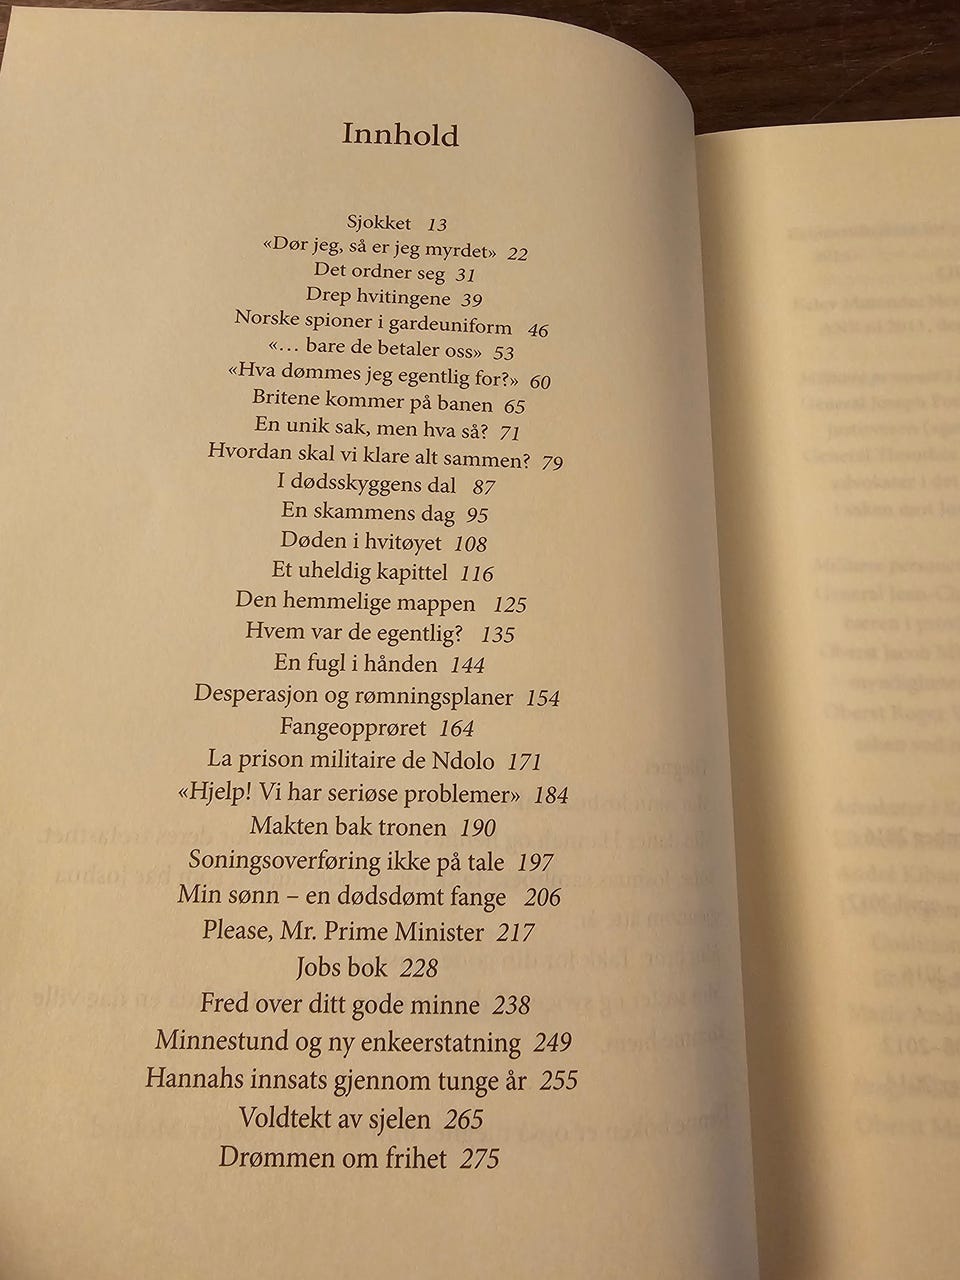 Innhold
Sjokket 13
«Dør jeg, så er jeg myrdet» 22
Det ordner seg 31
Drep hvitingene 39
Norske spioner i gardeuniform 46
«... bare de betaler oss» 53
«Hva dømmes jeg egentlig for?» 60
Britene kommer på banen 65
En unik sak, men hva så? 71
Hvordan skal vi klare alt sammen? 79
I dødsskyggens dal 87
En skammens dag 95
Døden i hvitøyet 108
Et uheldig kapittel 116
Den hemmelige mappen 125
Hvem var de egentlig? 135
En fugl i hånden 144
Desperasjon og rømningsplaner 154
Fangeopprøret 164
La prison militaire de Ndolo 171
«Hjelp! Vi har seriøse problemer» 184
Makten bak tronen 190
Soningsoverføring ikke på tale 197
Min sønn – en dødsdømt fange 206
Please, Mr. Prime Minister 217
Jobs bok 228
Fred over ditt gode minne 238
Minnestund og ny enkeerstatning 249
Hannahs innsats gjennom tunge år 255
Voldtekt av sjelen 265
Drømmen om frihet 275